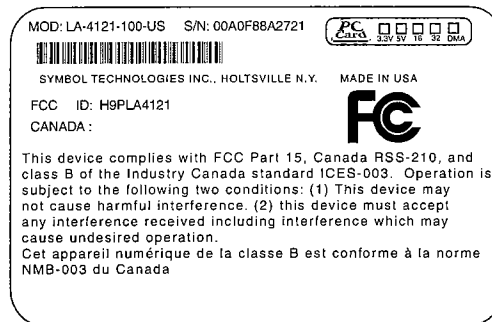 MOD: LA-4121-100-US S/N: 00A0F88A2721
PC Card
3.3V 5V 16 32 DMA
SYMBOL TECHNOLOGIES INC., HOLTSVILLE N.Y. MADE IN USA
FCC ID: H9PLA4121
CANADA :
FC
This device complies with FCC Part 15, Canada RSS-210, and
class B of the Industry Canada standard ICES-003. Operation is
subject to the following two conditions: (1) This device may
not cause harmful interference. (2) this device must accept
any interference received including interference which may
cause undesired operation.
Cet appareil numérique de la classe B est conforme à la norme
NMB-003 du Canada